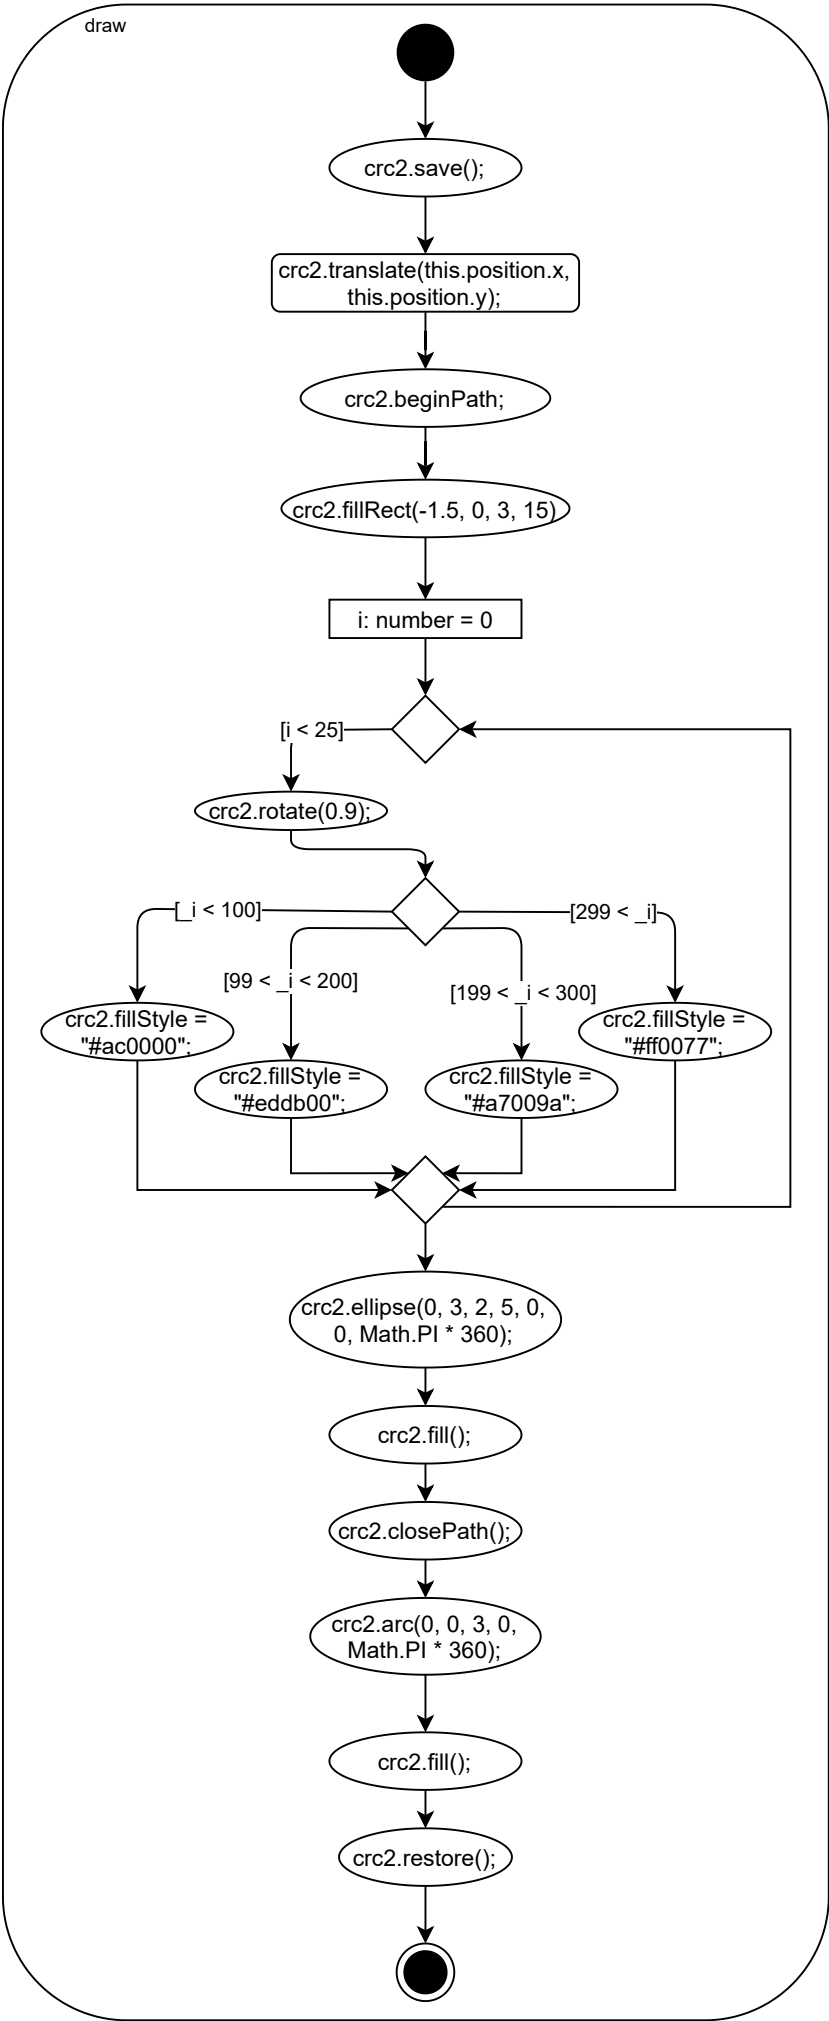 draw
crc2.save();
crc2.translate(this.position.x,
this.position.y);
crc2.beginPath;
crc2.fillRect(-1.5, 0, 3, 15)
i: number = 0
[i < 25]
crc2.rotate(0.9);
[_i < 100]
[299 < _i]
[99 < _i < 200]
[199 < _i < 300]
crc2.fillStyle =
"#ac0000";
crc2.fillStyle =
"#ff0077";
crc2.fillStyle =
"#eddb00";
crc2.fillStyle =
"#a7009a";
crc2.ellipse(0, 3, 2, 5, 0,
0, Math.PI * 360);
crc2.fill();
crc2.closePath();
crc2.arc(0, 0, 3, 0,
Math.PI * 360);
crc2.fill();
crc2.restore();